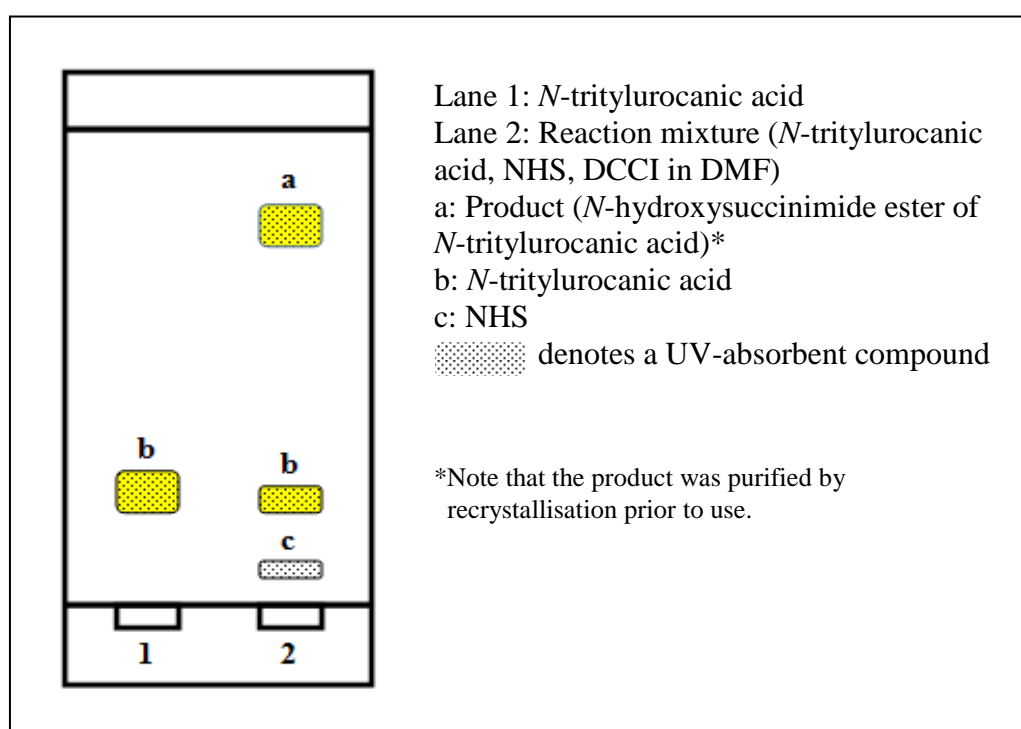 Lane 1: N-tritylurocanic acid
Lane 2: Reaction mixture (N-tritylurocanic
acid, NHS, DCCI in DMF)
a: Product (N-hydroxysuccinimide ester of
N-tritylurocanic acid)*
b: N-tritylurocanic acid
c: NHS
denotes a UV-absorbent compound
*Note that the product was purified by
recrystallisation prior to use.
a
b
b
c
1
2